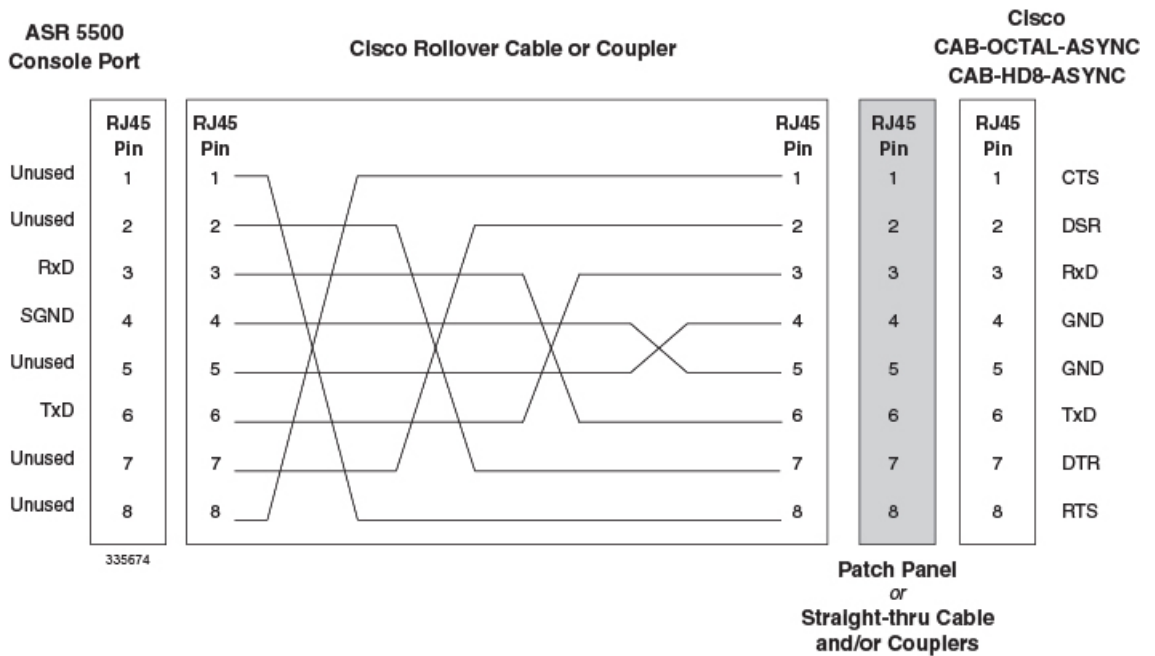 ASR 5500
Console Port
Cisco Rollover Cable or Coupler
Cisco
CAB-OCTAL-ASYNC
CAB-HD8-ASYNC
RJ45 RJ45 RJ45 RJ45 RJ45
Pin Pin Pin Pin Pin
Unused 1 1 1 1 1 CTS
Unused 2 2 2 2 2 DSR
RxD 3 3 3 3 3 RxD
SGND 4 4 4 4 4 GND
Unused 5 5 5 5 5 GND
TxD 6 6 6 6 6 TxD
Unused 7 7 7 7 7 DTR
Unused 8 8 8 8 8 RTS
335674
Patch Panel
or
Straight-thru Cable
and/or Couplers